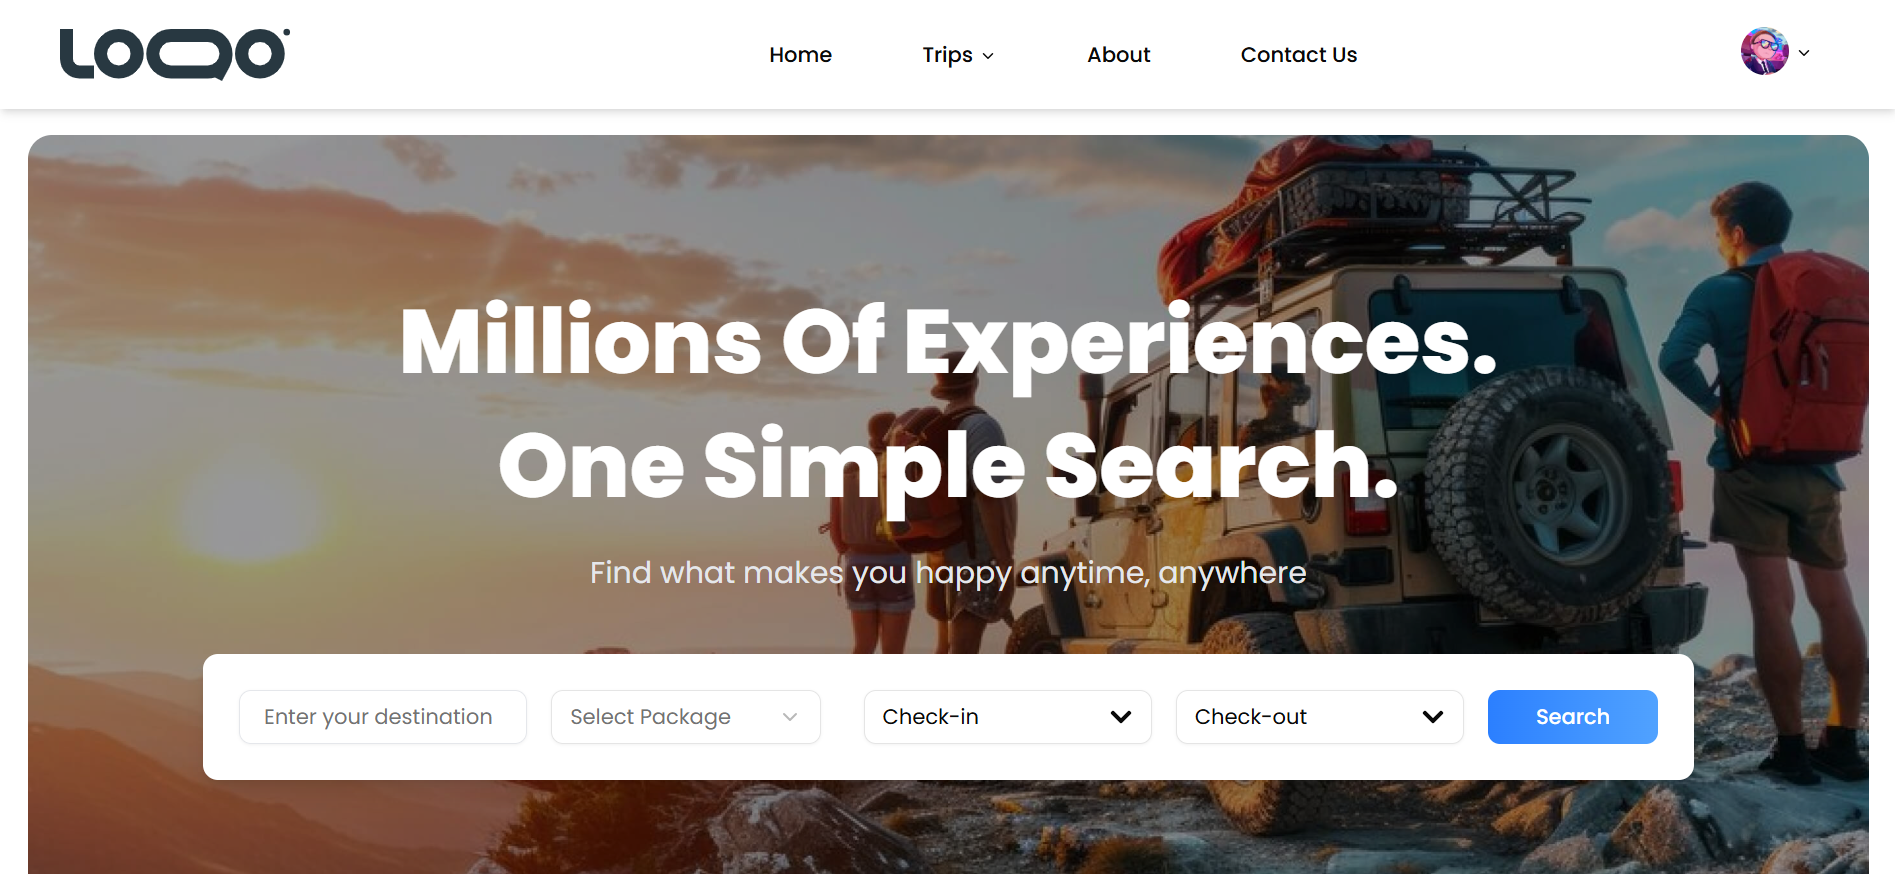 LOQO
Home Trips About Contact Us
Millions Of Experiences.
One Simple Search.
Find what makes you happy anytime, anywhere
Enter your destination Select Package Check-in Check-out Search